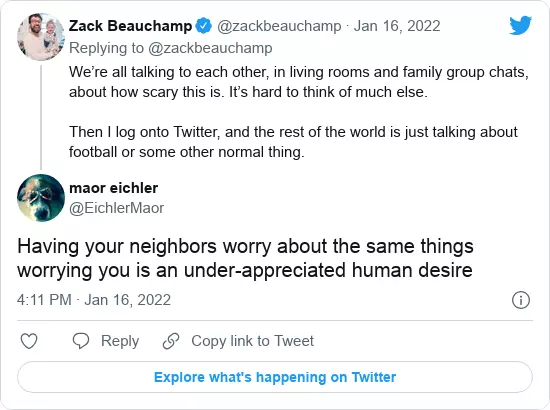 Zack Beauchamp @zackbeauchamp · Jan 16, 2022
Replying to @zackbeauchamp
We’re all talking to each other, in living rooms and family group chats,
about how scary this is. It’s hard to think of much else.
Then I log onto Twitter, and the rest of the world is just talking about
football or some other normal thing.
maor eichler
@EichlerMaor
Having your neighbors worry about the same things
worrying you is an under-appreciated human desire
4:11 PM · Jan 16, 2022
Reply Copy link to Tweet
Explore what's happening on Twitter